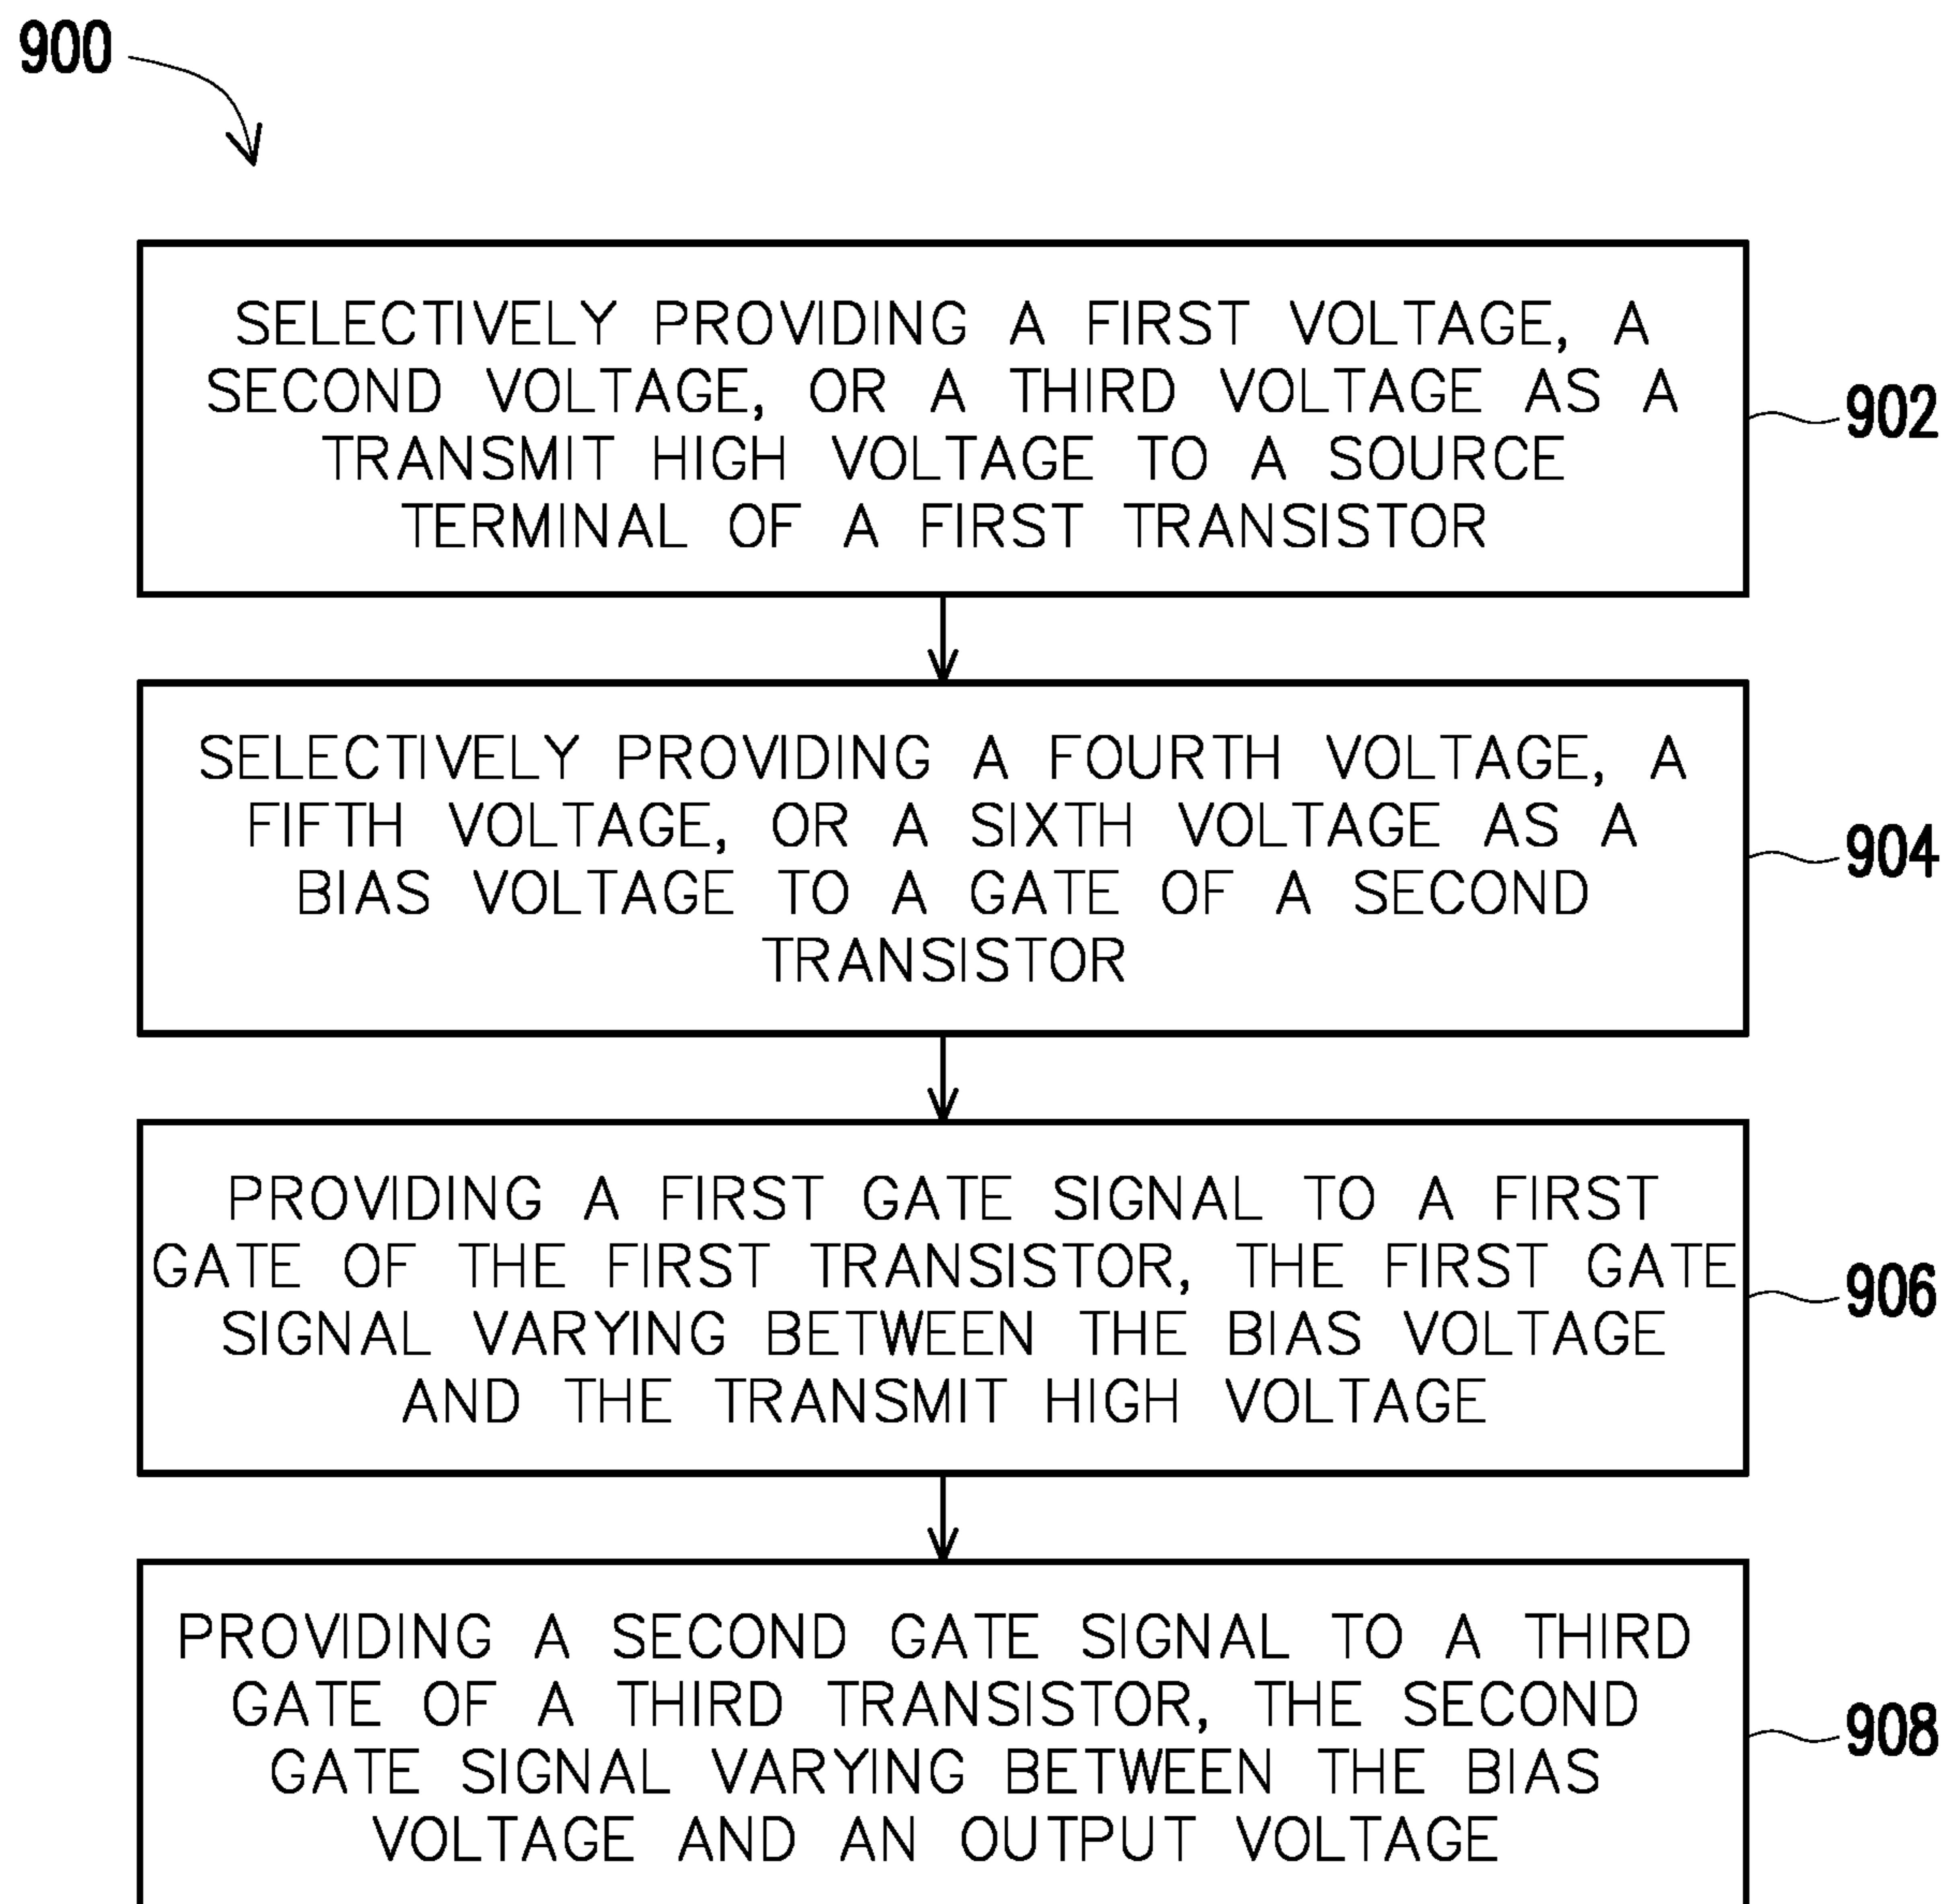 900
SELECTIVELY PROVIDING A FIRST VOLTAGE, A
SECOND VOLTAGE, OR A THIRD VOLTAGE AS A
TRANSMIT HIGH VOLTAGE TO A SOURCE
TERMINAL OF A FIRST TRANSISTOR
902
SELECTIVELY PROVIDING A FOURTH VOLTAGE, A
FIFTH VOLTAGE, OR A SIXTH VOLTAGE AS A
BIAS VOLTAGE TO A GATE OF A SECOND
TRANSISTOR
904
PROVIDING A FIRST GATE SIGNAL TO A FIRST
GATE OF THE FIRST TRANSISTOR, THE FIRST GATE
SIGNAL VARYING BETWEEN THE BIAS VOLTAGE
AND THE TRANSMIT HIGH VOLTAGE
906
PROVIDING A SECOND GATE SIGNAL TO A THIRD
GATE OF A THIRD TRANSISTOR, THE SECOND
GATE SIGNAL VARYING BETWEEN THE BIAS
VOLTAGE AND AN OUTPUT VOLTAGE
908